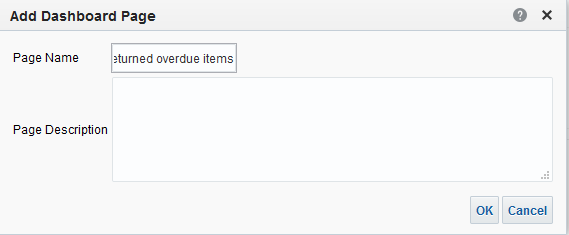 Add Dashboard Page
Page Name
eturned overdue items
Page Description
OK Cancel